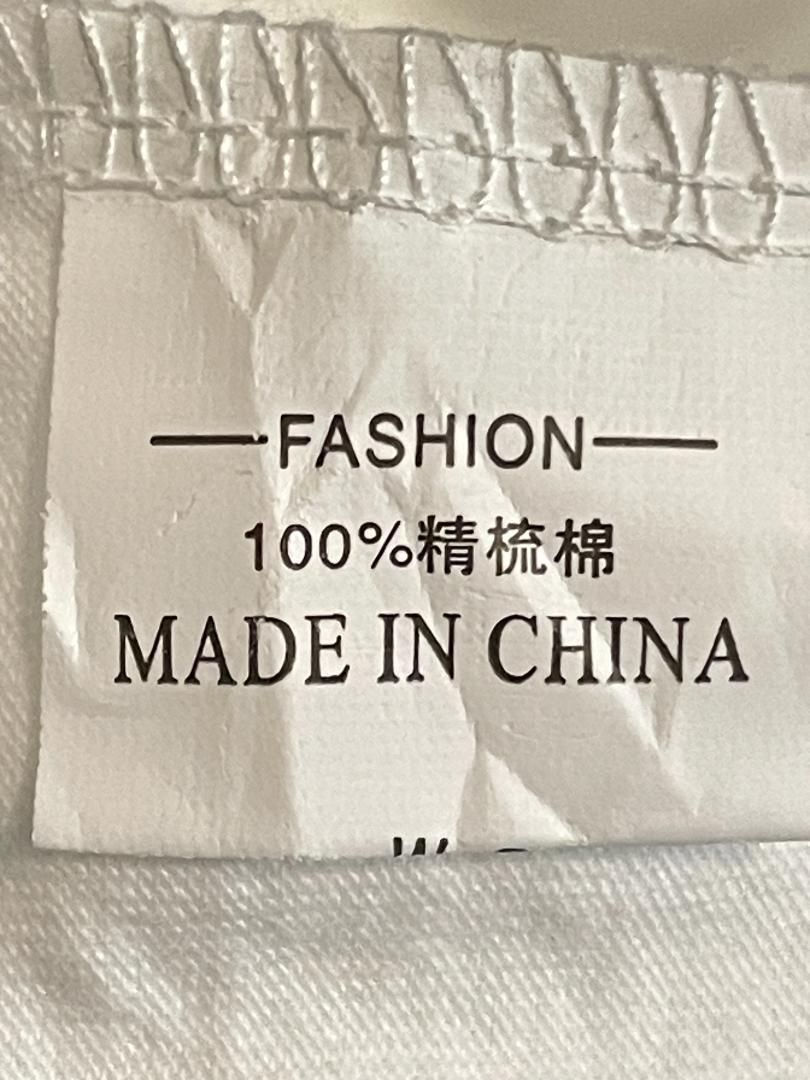 —FASHION—
100%精梳棉
MADE IN CHINA